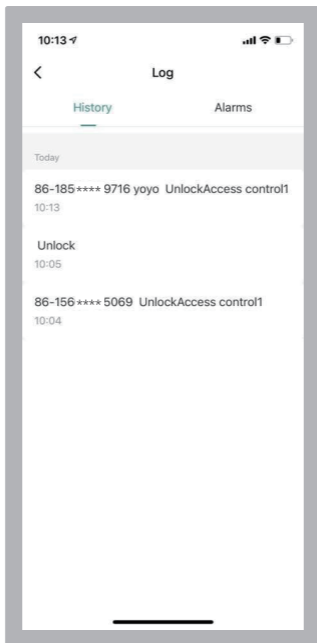 10:13
Log
History Alarms
Today
86-185****9716 yoyo UnlockAccess control1
10:13
Unlock
10:05
86-156****5069 UnlockAccess control1
10:04